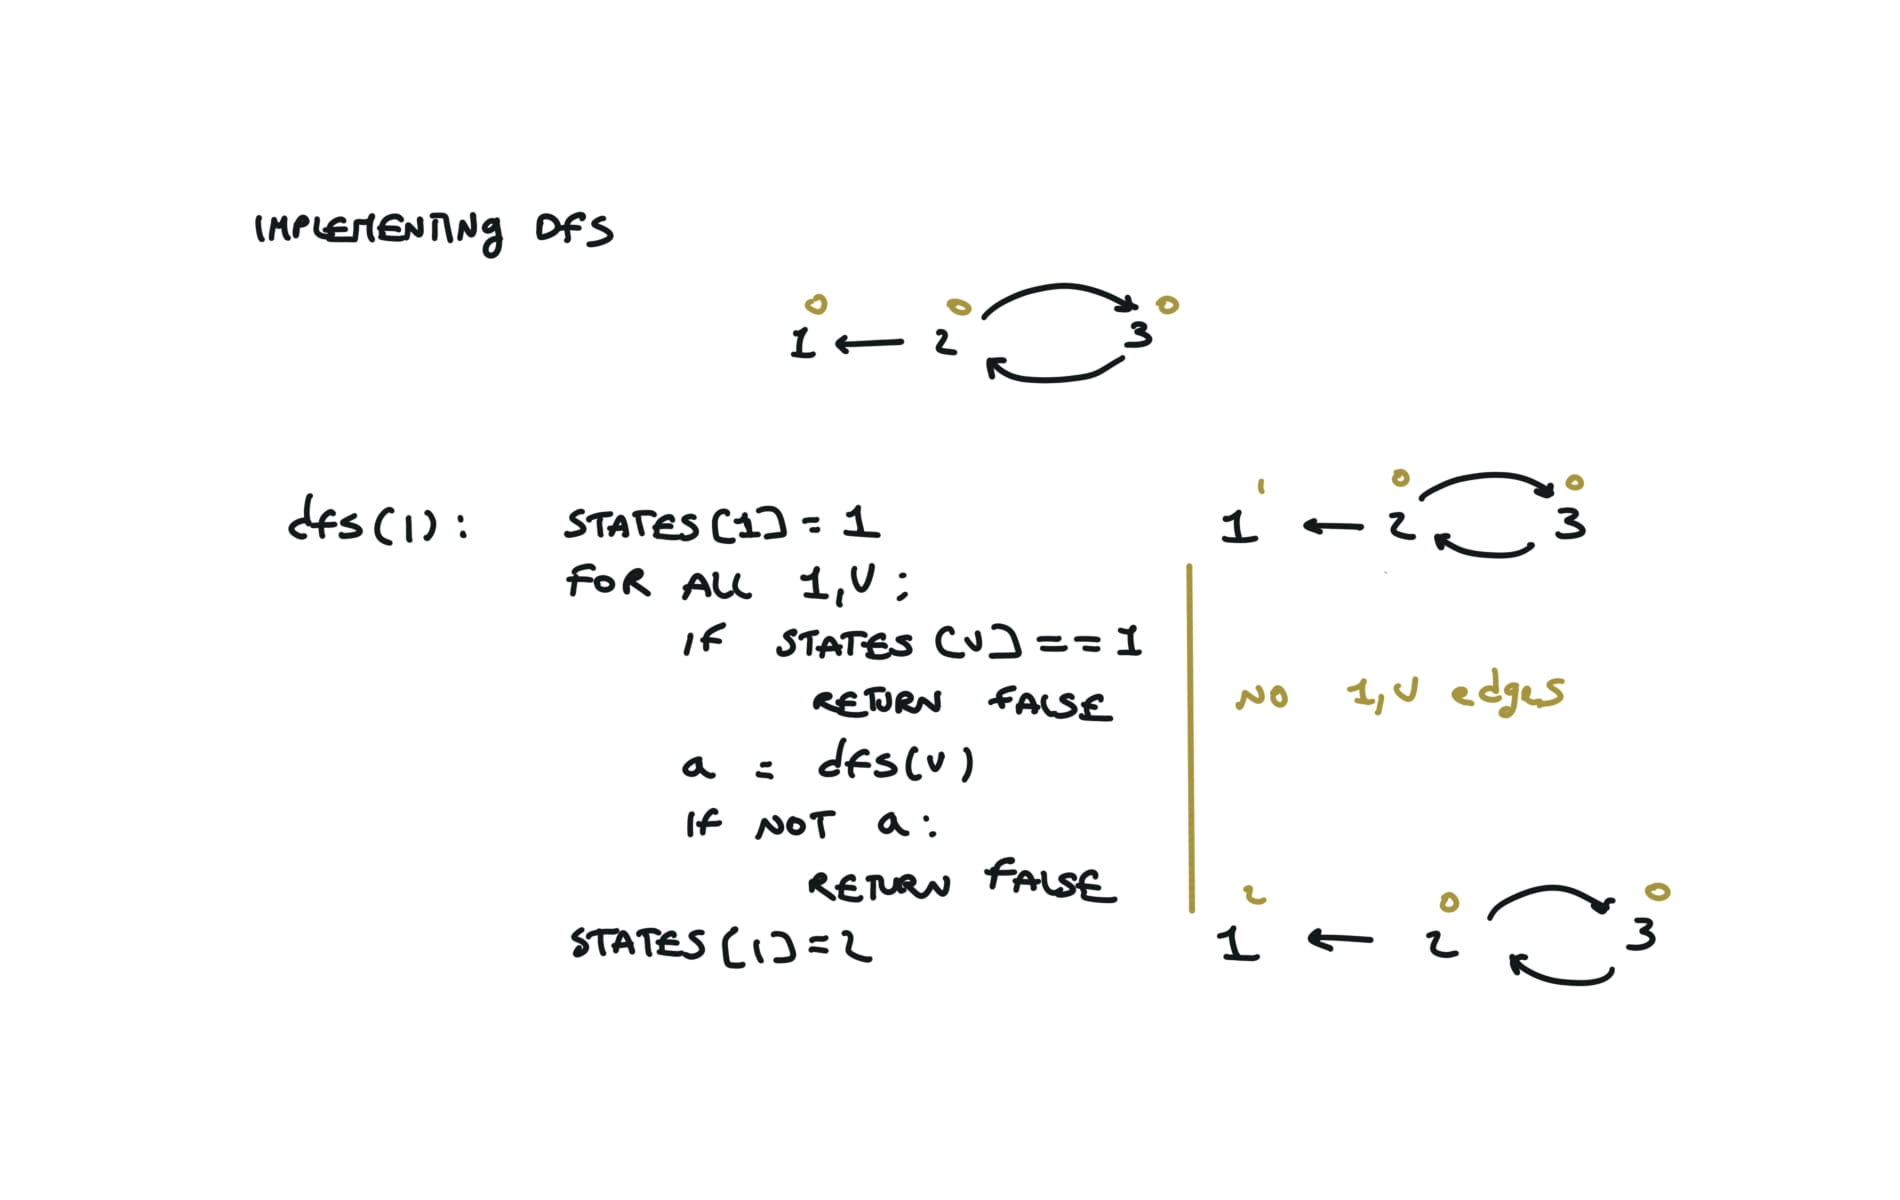 IMPLEMENTING DFS
0 0 0
1 ← 2 3
dfs(1): STATES[1] = 1
1 0 0
1 ← 2 3
FOR ALL 1,V:
IF STATES[V] == 1
RETURN FALSE
NO 1,V edges
a = dfs(v)
IF NOT a:
RETURN FALSE
STATES[1] = 2
2 0 0
1 ← 2 3